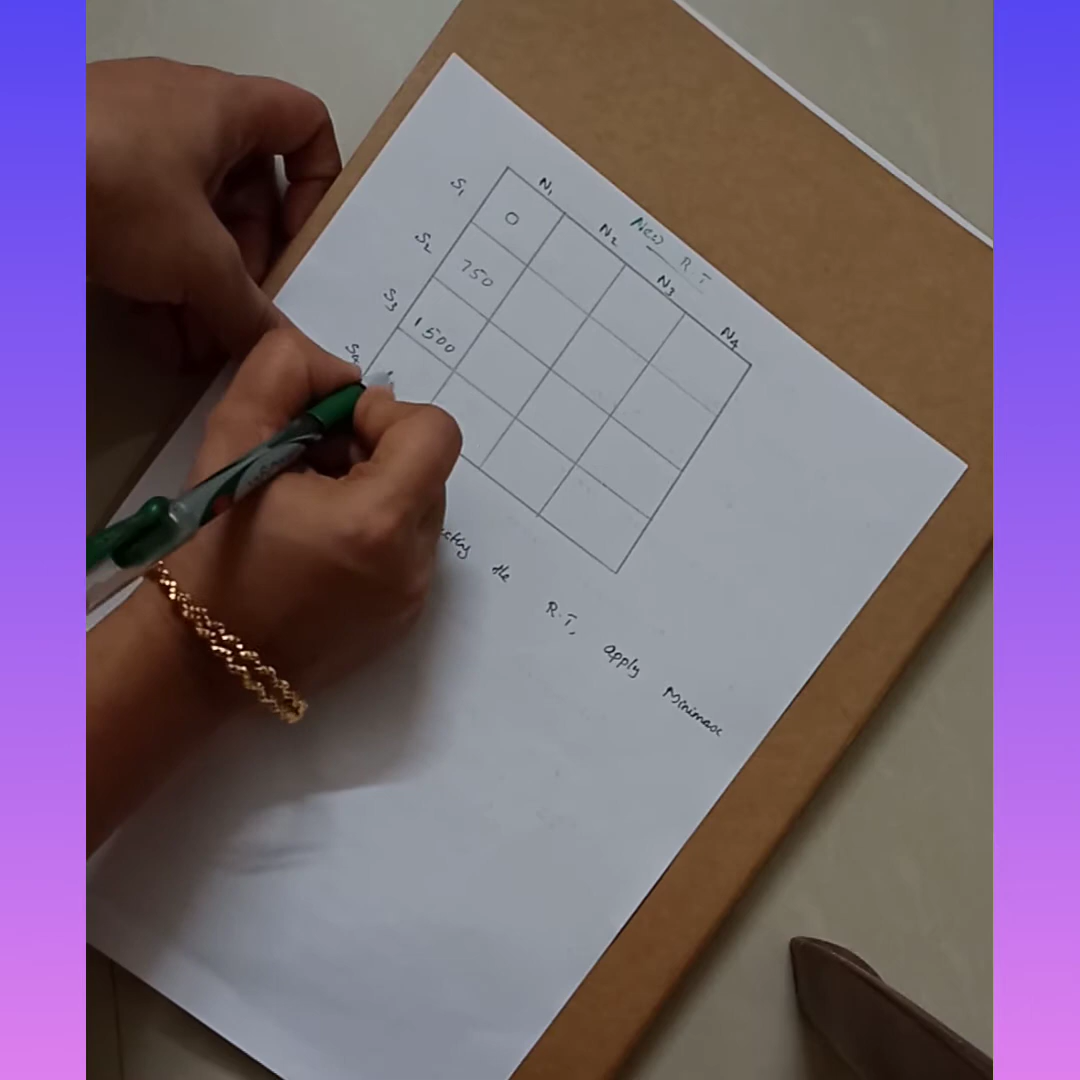 New R T
N1 N2 N3 N4
S1 0
S2 750
S3 1500
the R.T, apply Minimax